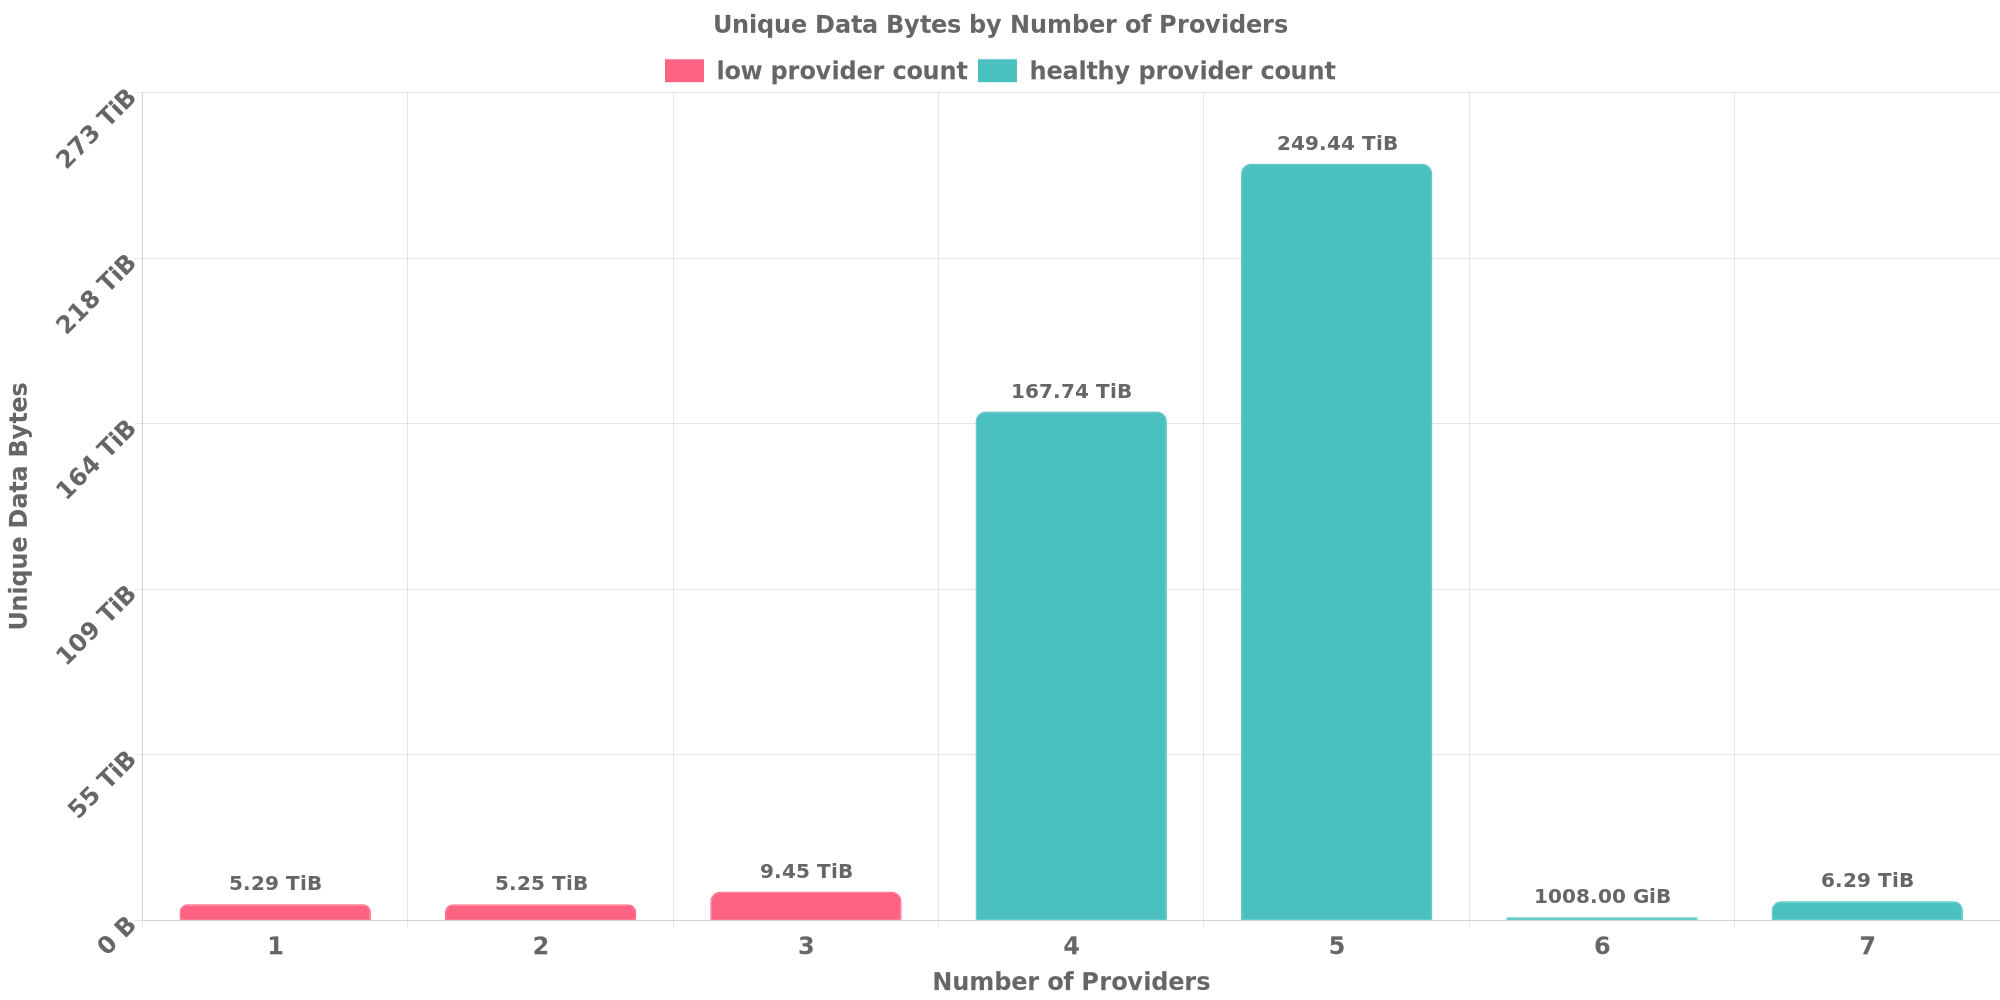 Unique Data Bytes by Number of Providers
low provider count healthy provider count
273 TiB
218 TiB
164 TiB
109 TiB
55 TiB
0 B
Unique Data Bytes
5.29 TiB
5.25 TiB
9.45 TiB
167.74 TiB
249.44 TiB
1008.00 GiB
6.29 TiB
1 2 3 4 5 6 7
Number of Providers